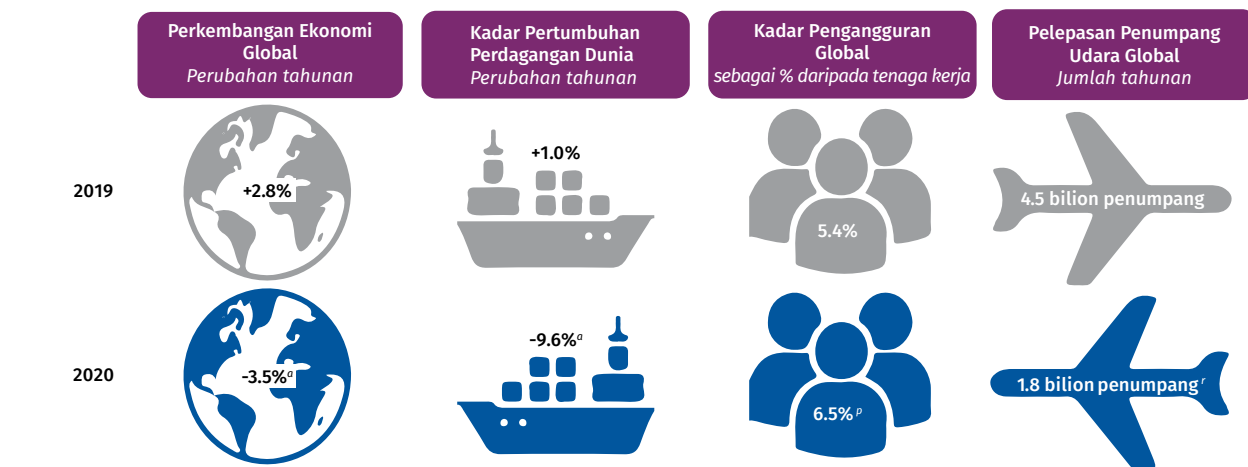 Perkembangan Ekonomi
Global
Perubahan tahunan
Kadar Pertumbuhan
Perdagangan Dunia
Perubahan tahunan
Kadar Pengangguran
Global
sebagai % daripada tenaga kerja
Pelepasan Penumpang
Udara Global
Jumlah tahunan
2019
+2.8%
+1.0%
5.4%
4.5 bilion penumpang
2020
-3.5%ᵃ
-9.6%ᵃ
6.5% ᵖ
1.8 bilion penumpang ʳ